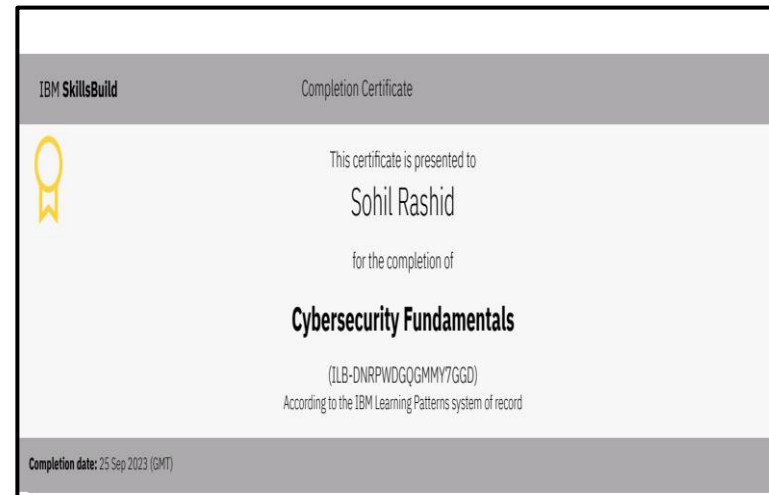 IBM SkillsBuild
Completion Certificate
This certificate is presented to
Sohil Rashid
for the completion of
Cybersecurity Fundamentals
(ILB-DNRPWDGQGMMY7GGD)
According to the IBM Learning Patterns system of record
Completion date: 25 Sep 2023 (GMT)